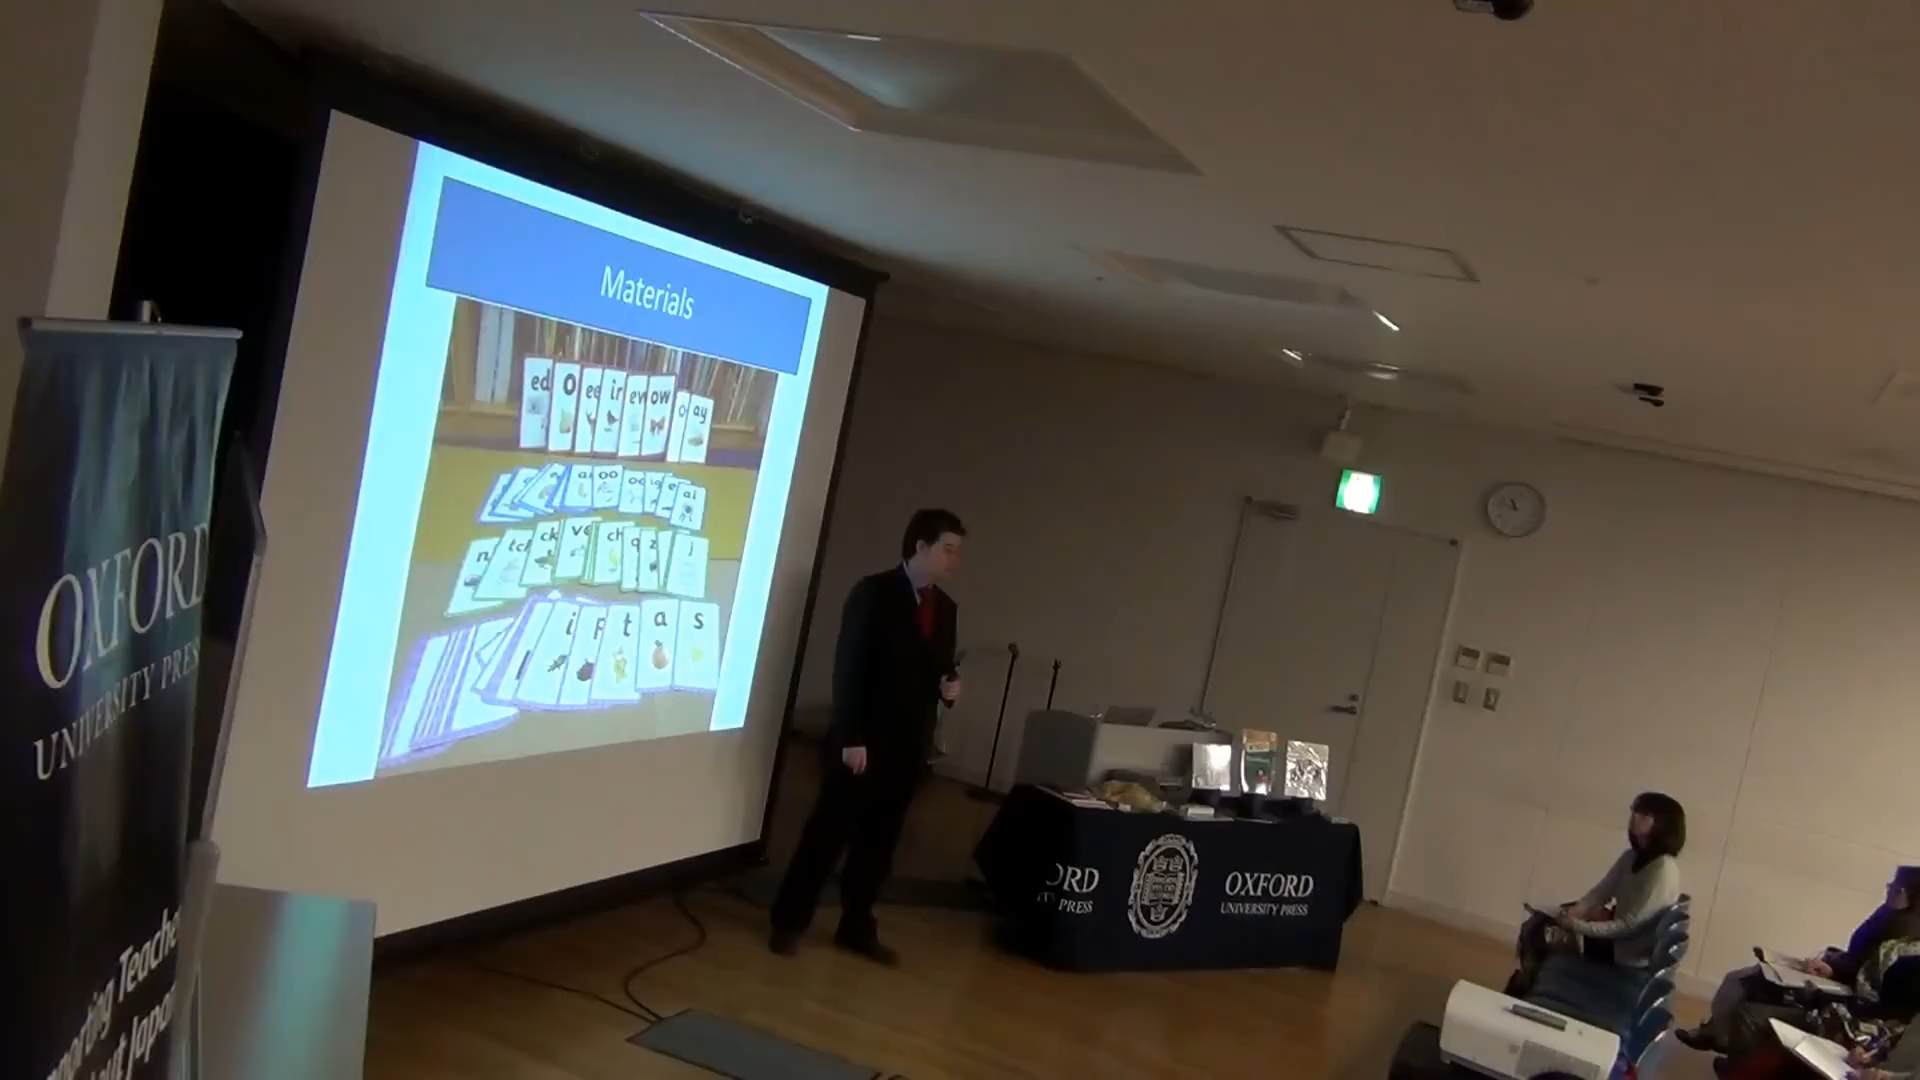 Materials
ed o ee ir ew ow o ay
oo ai
tch ck ch q z j
i p t a s
OXFORD
UNIVERSITY PRESS
ORD
PRESS
OXFORD
UNIVERSITY PRESS